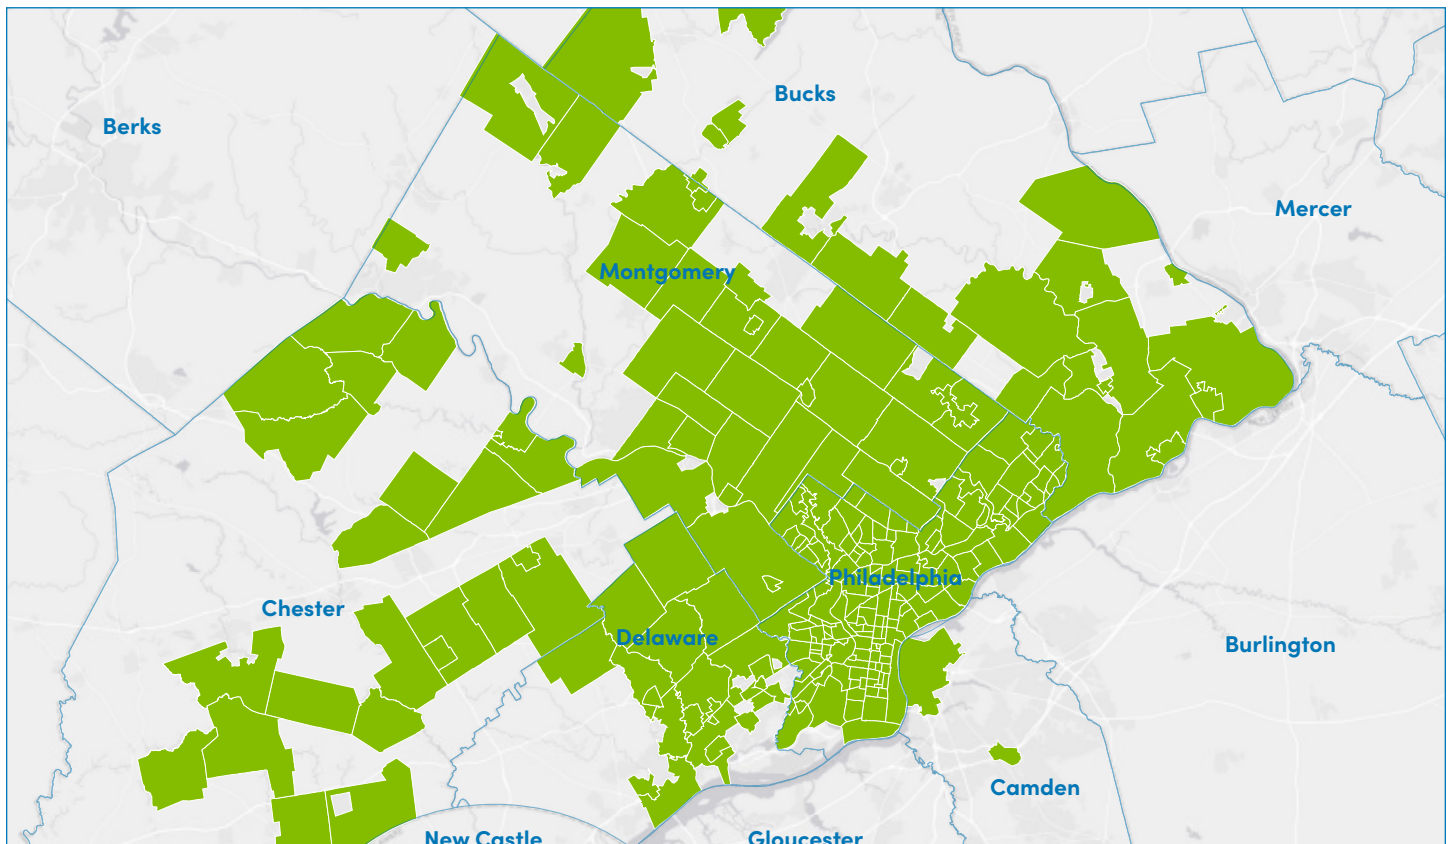 Bucks
Berks
Mercer
Montgomery
Philadelphia
Chester
Delaware
Burlington
Camden
New Castle
Gloucester